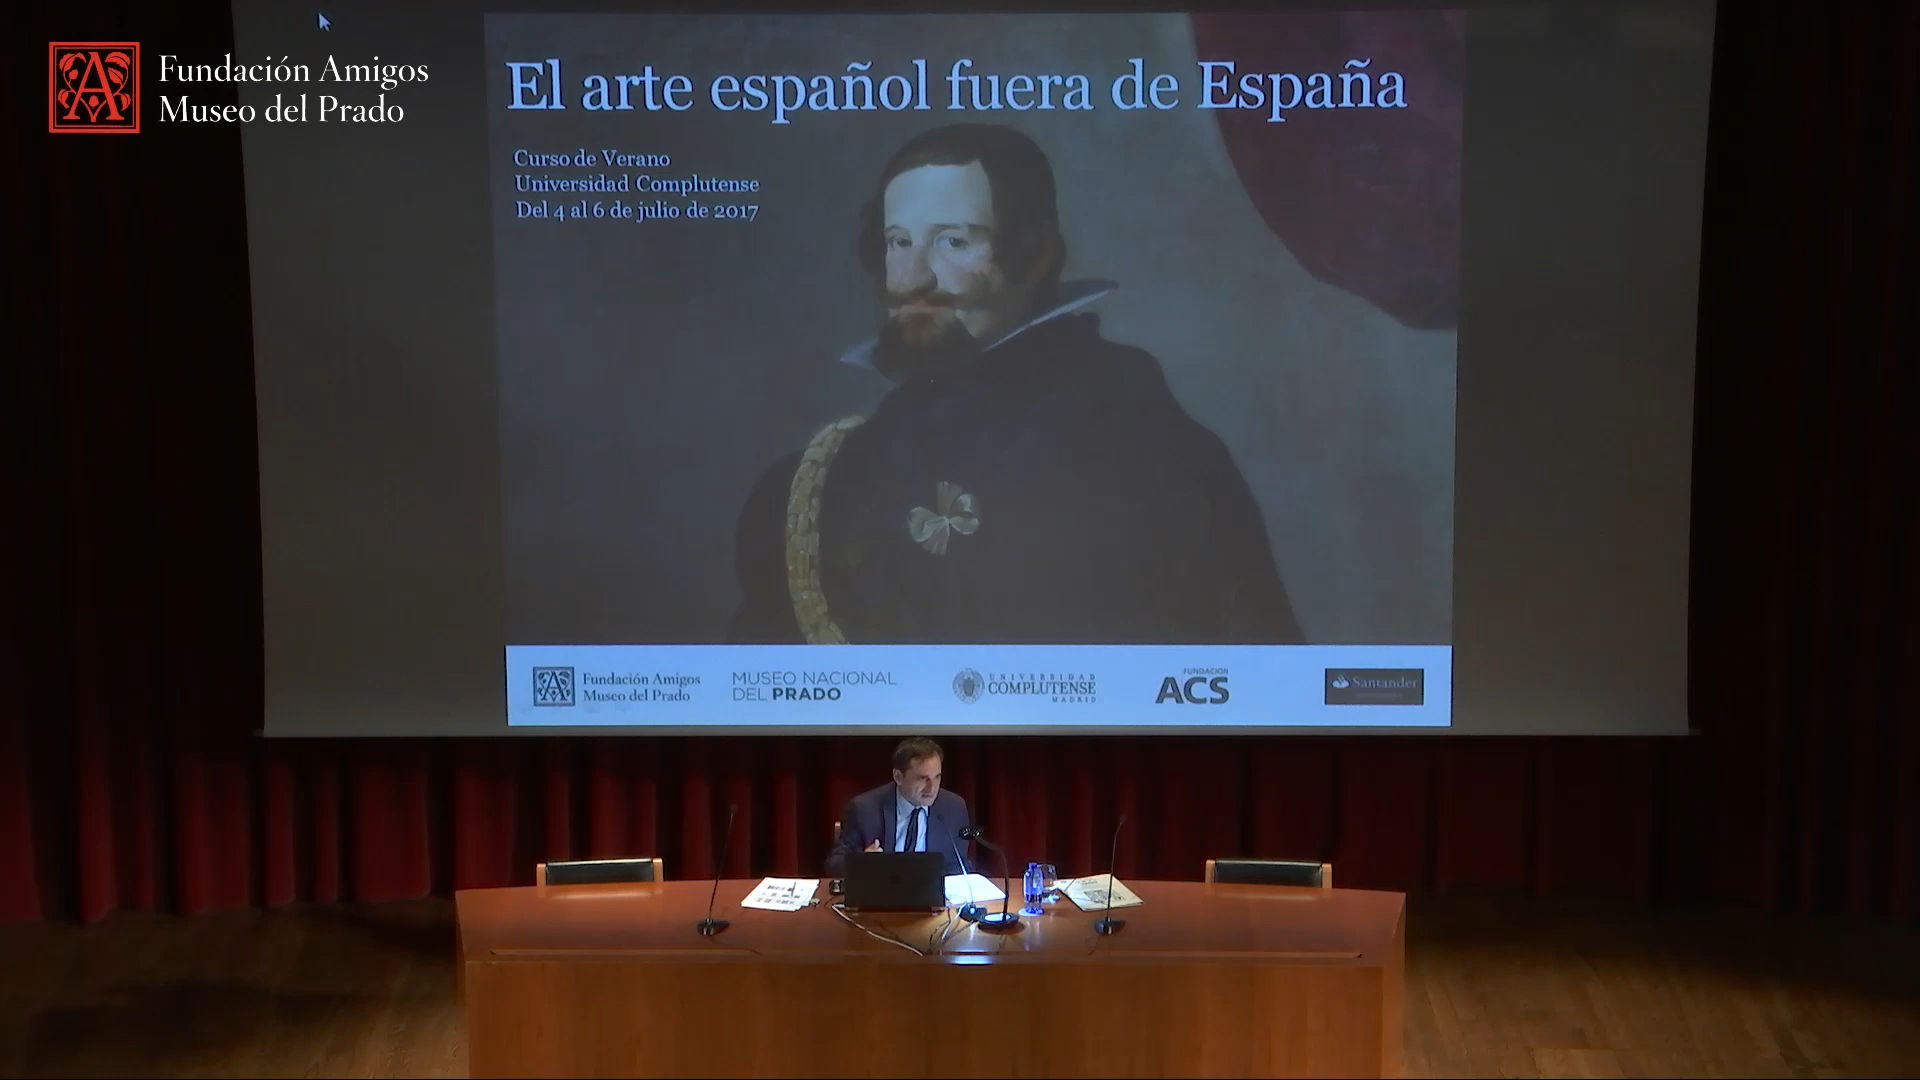 Fundación Amigos
Museo del Prado
El arte español fuera de España
Curso de Verano
Universidad Complutense
Del 4 al 6 de julio de 2017
Fundación Amigos
Museo del Prado
MUSEO NACIONAL
DEL PRADO
UNIVERSIDAD
COMPLUTENSE
MADRID
FUNDACIÓN
ACS
Santander